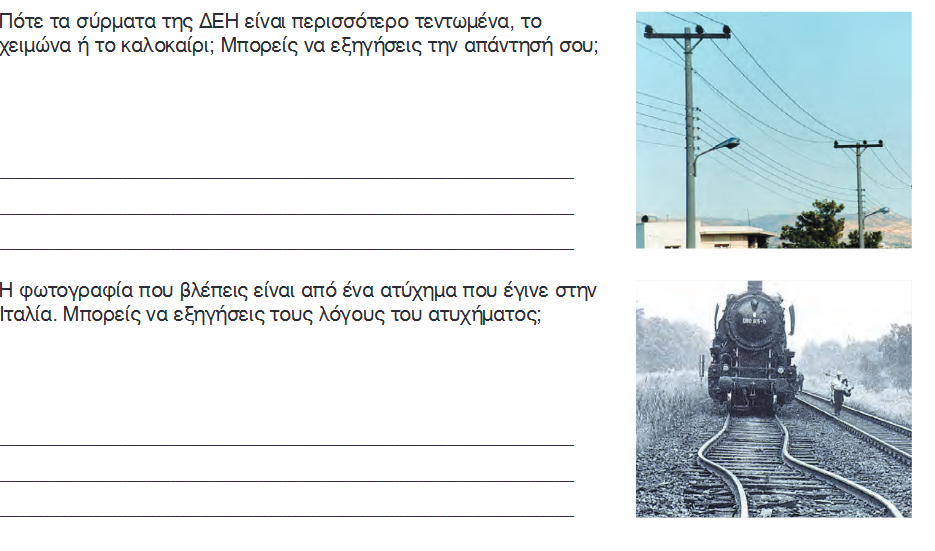 Πότε τα σύρματα της ΔΕΗ είναι περισσότερο τεντωμένα, το
χειμώνα ή το καλοκαίρι; Μπορείς να εξηγήσεις την απάντησή σου;
Η φωτογραφία που βλέπεις είναι από ένα ατύχημα που έγινε στην
Ιταλία. Μπορείς να εξηγήσεις τους λόγους του ατυχήματος;